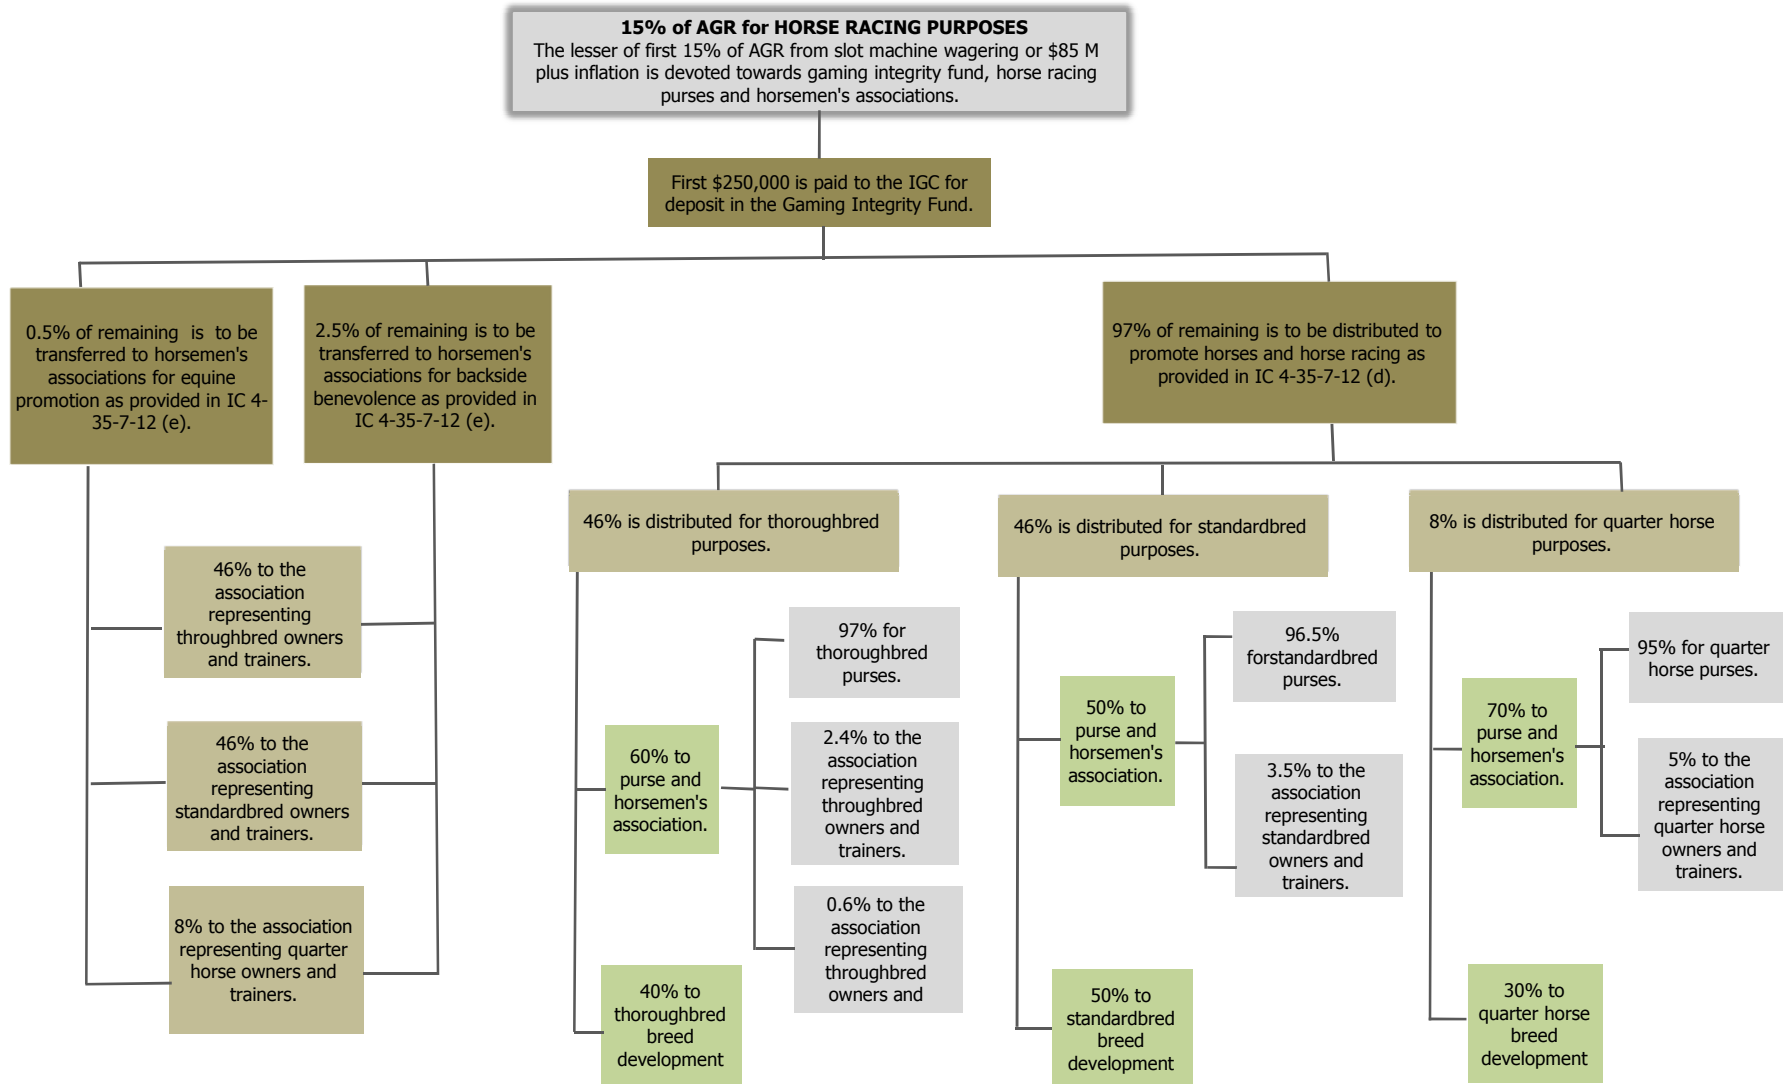 15% of AGR for HORSE RACING PURPOSES
The lesser of first 15% of AGR from slot machine wagering or $85 M
plus inflation is devoted towards gaming integrity fund, horse racing
purses and horsemen's associations.
First $250,000 is paid to the IGC for
deposit in the Gaming Integrity Fund.
0.5% of remaining is to be
transferred to horsemen's
associations for equine
promotion as provided in IC 4-
35-7-12 (e).
2.5% of remaining is to be
transferred to horsemen's
associations for backside
benevolence as provided in
IC 4-35-7-12 (e).
97% of remaining is to be distributed to
promote horses and horse racing as
provided in IC 4-35-7-12 (d).
46% to the
association
representing
throughbred owners
and trainers.
46% to the
association
representing
standardbred owners
and trainers.
8% to the association
representing quarter
horse owners and
trainers.
46% is distributed for thoroughbred
purposes.
60% to
purse and
horsemen's
association.
97% for
thoroughbred
purses.
2.4% to the
association
representing
throughbred
owners and
trainers.
0.6% to the
association
representing
throughbred
owners and
40% to
thoroughbred
breed
development
46% is distributed for standardbred
purposes.
50% to
purse and
horsemen's
association.
96.5%
forstandardbred
purses.
3.5% to the
association
representing
standardbred
owners and
trainers.
50% to
standardbred
breed
development
8% is distributed for quarter horse
purposes.
70% to
purse and
horsemen's
association.
95% for quarter
horse purses.
5% to the
association
representing
quarter horse
owners and
trainers.
30% to
quarter horse
breed
development